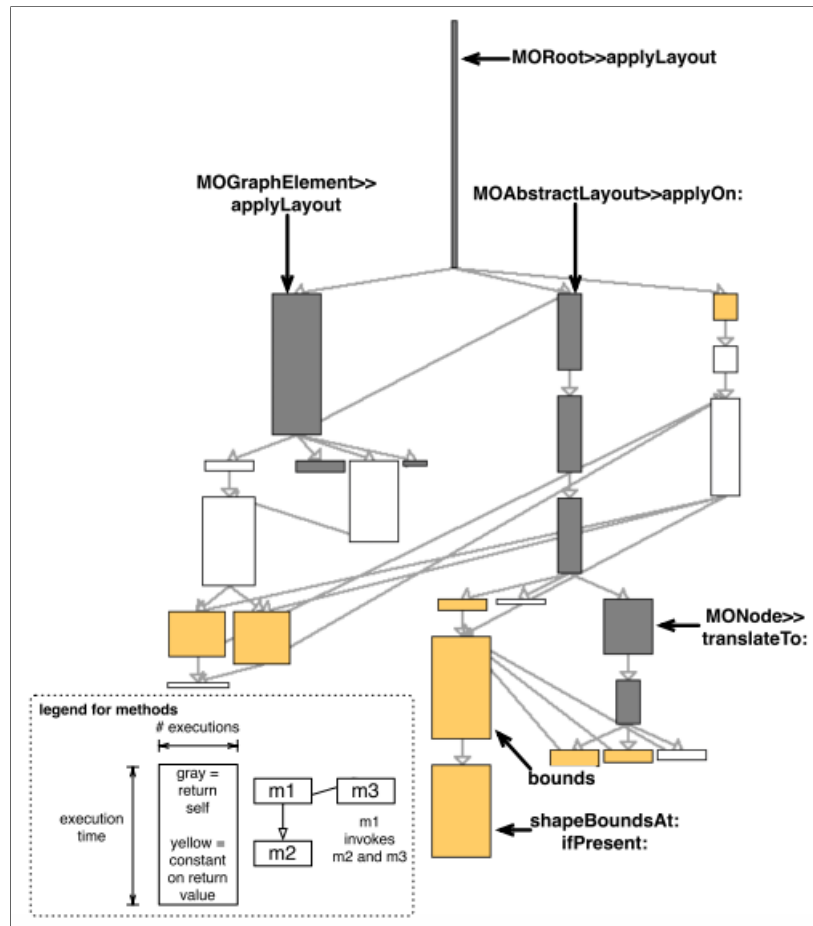 MORoot>>applyLayout
MOGraphElement>>
applyLayout
MOAbstractLayout>>applyOn:
MONode>>
translateTo:
bounds
shapeBoundsAt:
ifPresent:
legend for methods
# executions
execution
time
gray =
return
self
yellow =
constant
on return
value
m1
m3
m2
m1
invokes
m2 and m3